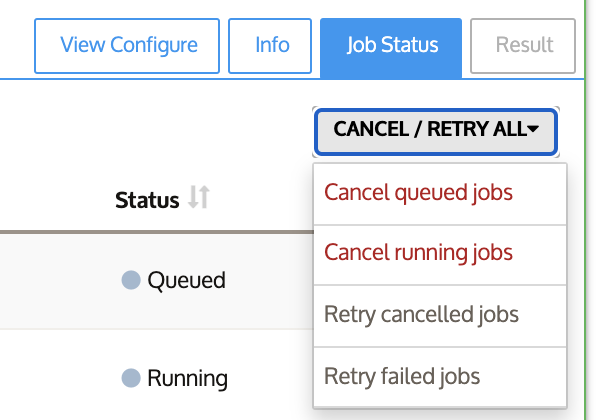 View Configure
Info
Job Status
Result
CANCEL / RETRY ALL
Cancel queued jobs
Status
Cancel running jobs
Queued
Retry cancelled jobs
Running
Retry failed jobs